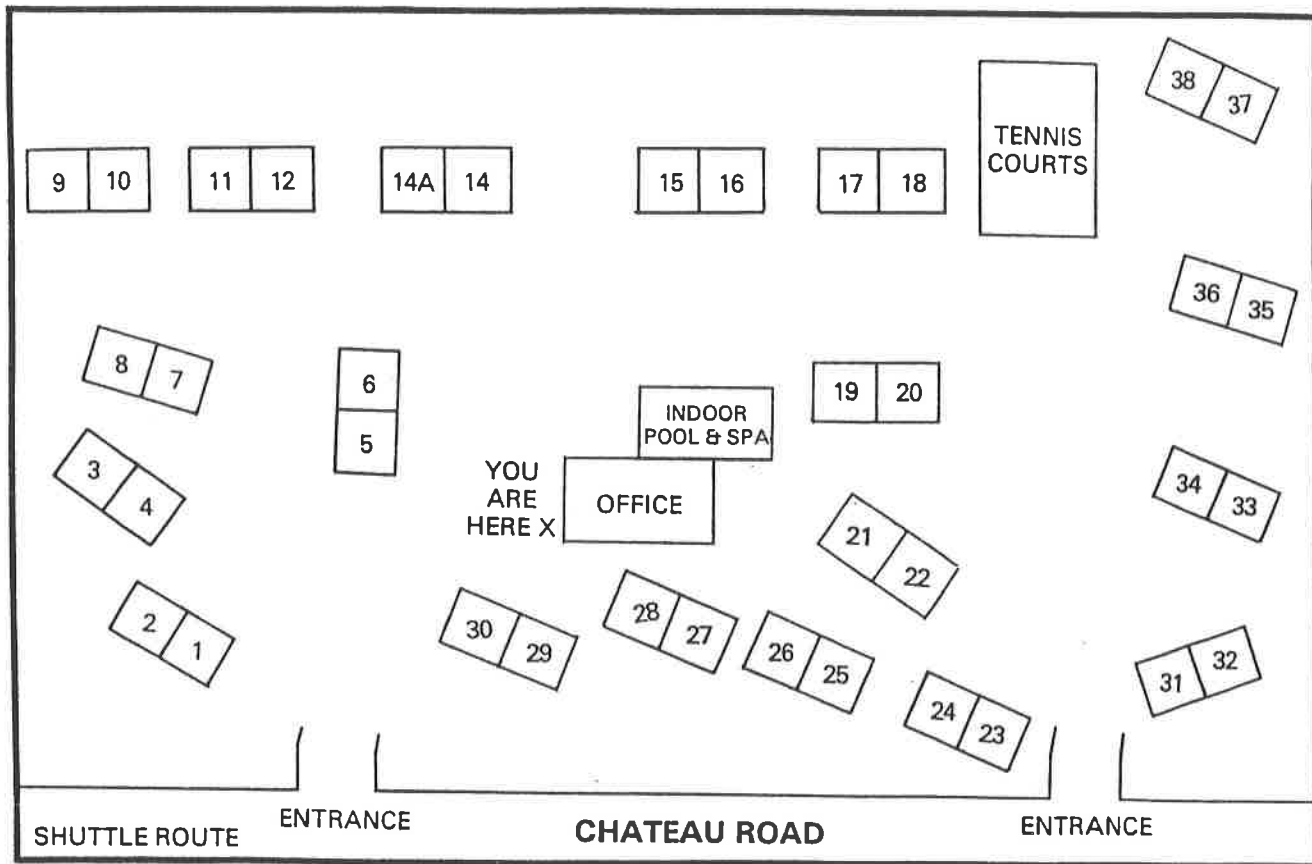 38 37
TENNIS
COURTS
9 10 11 12 14A 14 15 16 17 18
36 35
8 7
6
5
19 20
INDOOR
POOL & SPA
3 4
YOU
ARE
HERE X
OFFICE
34 33
21 22
2 1
30 29
28 27
26 25
31 32
24 23
ENTRANCE
ENTRANCE
SHUTTLE ROUTE
CHATEAU ROAD